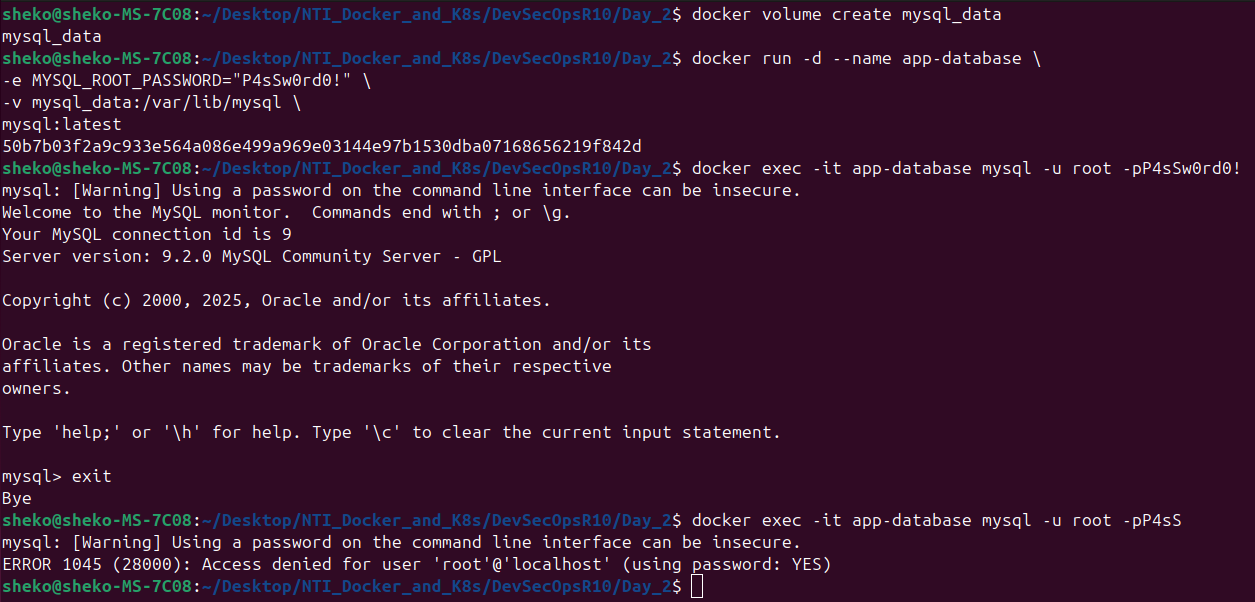 sheko@sheko-MS-7C08:~/Desktop/NTI_Docker_and_K8s/DevSecOpsR10/Day_2$ docker volume create mysql_data
mysql_data
sheko@sheko-MS-7C08:~/Desktop/NTI_Docker_and_K8s/DevSecOpsR10/Day_2$ docker run -d --name app-database \
-e MYSQL_ROOT_PASSWORD="P4sSw0rd0!" \
-v mysql_data:/var/lib/mysql \
mysql:latest
50b7b03f2a9c933e564a086e499a969e03144e97b1530dba07168656219f842d
sheko@sheko-MS-7C08:~/Desktop/NTI_Docker_and_K8s/DevSecOpsR10/Day_2$ docker exec -it app-database mysql -u root -pP4sSw0rd0!
mysql: [Warning] Using a password on the command line interface can be insecure.
Welcome to the MySQL monitor.  Commands end with ; or \g.
Your MySQL connection id is 9
Server version: 9.2.0 MySQL Community Server - GPL

Copyright (c) 2000, 2025, Oracle and/or its affiliates.

Oracle is a registered trademark of Oracle Corporation and/or its
affiliates. Other names may be trademarks of their respective
owners.

Type 'help;' or '\h' for help. Type '\c' to clear the current input statement.

mysql> exit
Bye
sheko@sheko-MS-7C08:~/Desktop/NTI_Docker_and_K8s/DevSecOpsR10/Day_2$ docker exec -it app-database mysql -u root -pP4sS
mysql: [Warning] Using a password on the command line interface can be insecure.
ERROR 1045 (28000): Access denied for user 'root'@'localhost' (using password: YES)
sheko@sheko-MS-7C08:~/Desktop/NTI_Docker_and_K8s/DevSecOpsR10/Day_2$